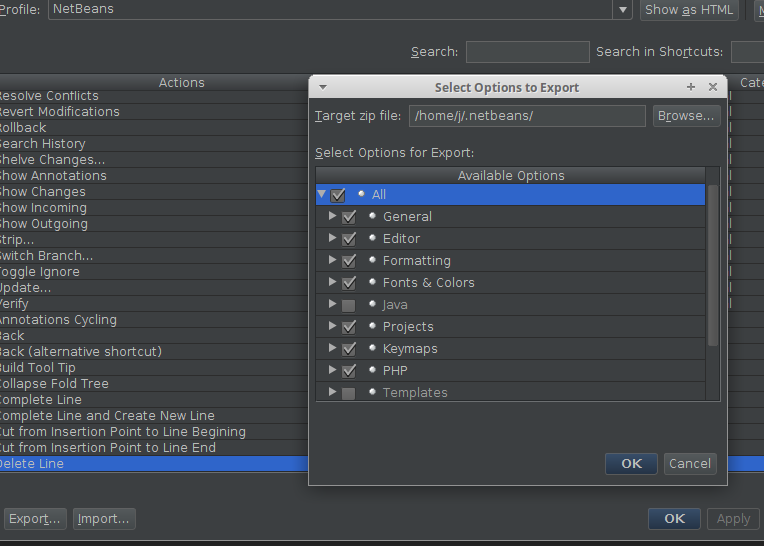 Profile: NetBeans Show as HTML
Search: Search in Shortcuts:
Actions Cate
Resolve Conflicts
Revert Modifications
Rollback
Search History
Shelve Changes...
Show Annotations
Show Changes
Show Incoming
Show Outgoing
Strip...
Switch Branch...
Toggle Ignore
Update...
Verify
Annotations Cycling
Back
Back (alternative shortcut)
Build Tool Tip
Collapse Fold Tree
Complete Line
Complete Line and Create New Line
Cut from Insertion Point to Line Begining
Cut from Insertion Point to Line End
Delete Line
Select Options to Export
Target zip file: /home/j/.netbeans/ Browse...
Select Options for Export:
Available Options
All
General
Editor
Formatting
Fonts & Colors
Java
Projects
Keymaps
PHP
Templates
OK Cancel
Export... Import... OK Apply